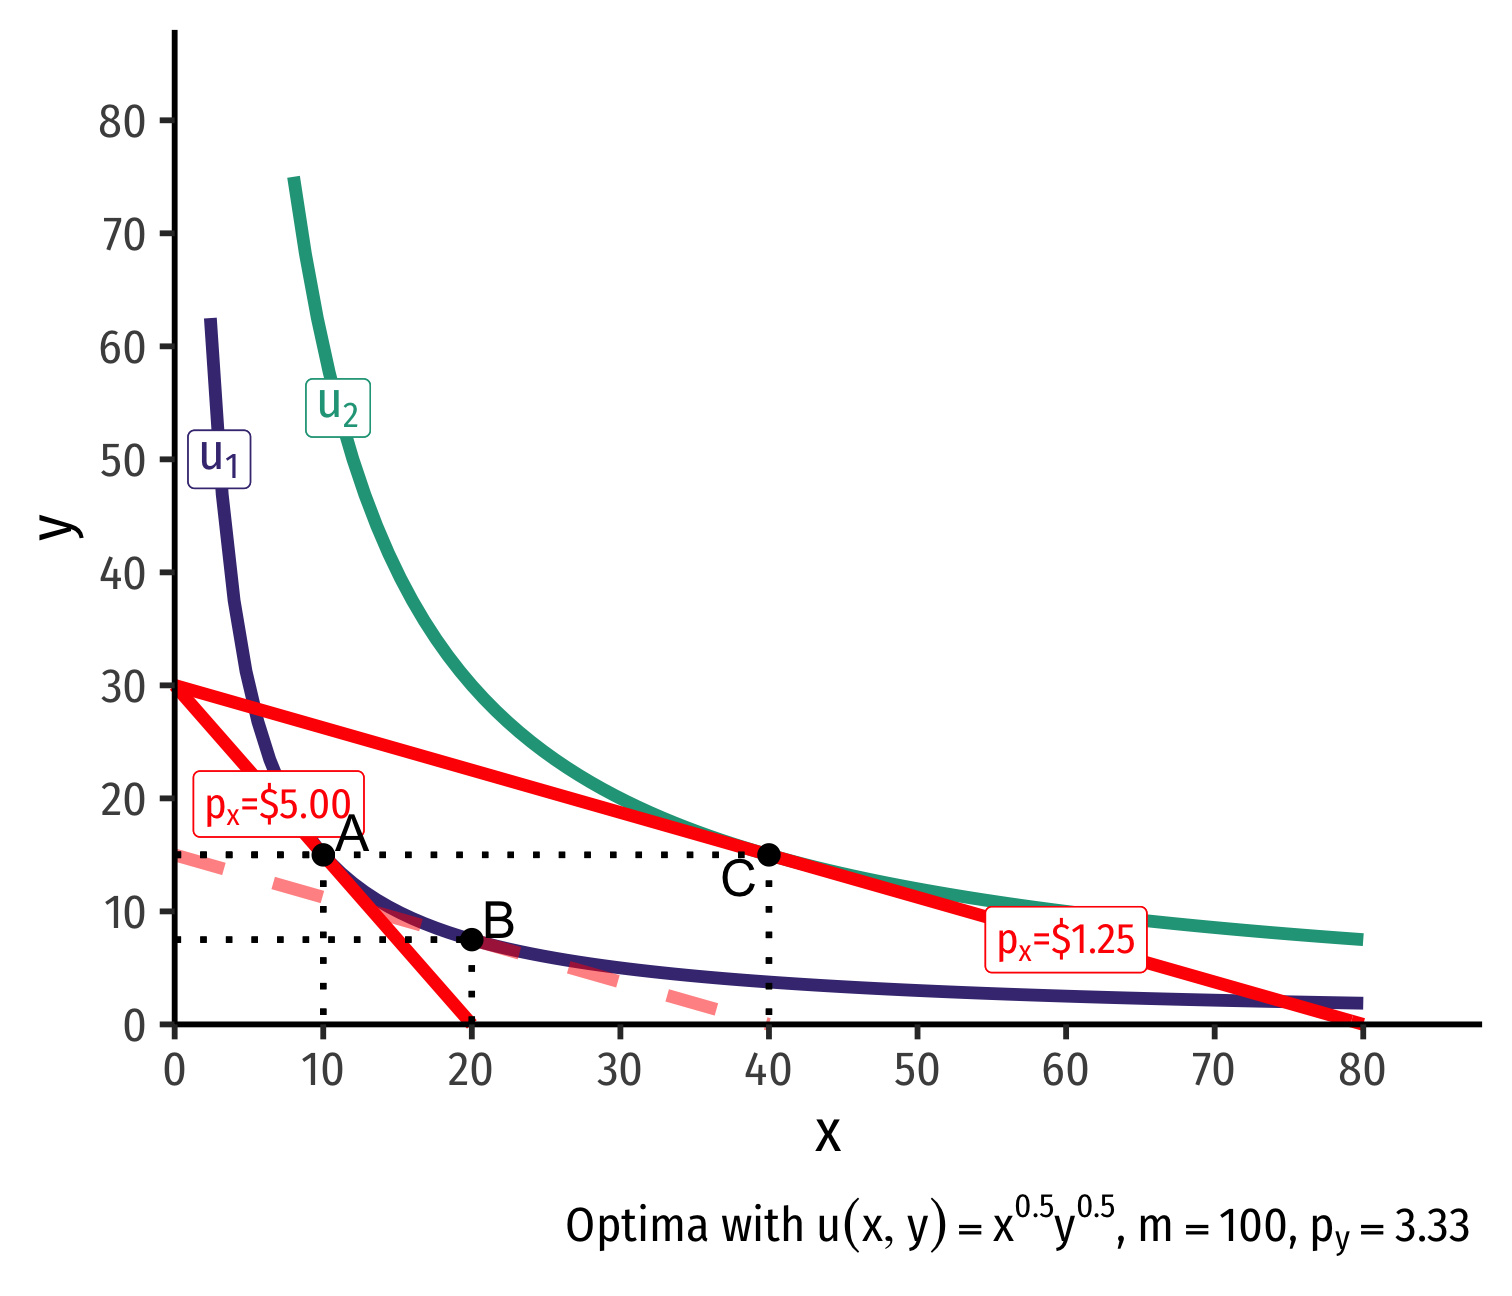 80
70
60
50
40
30
20
10
0
y
u₁
u₂
pₓ=$5.00
A
B
C
pₓ=$1.25
0 10 20 30 40 50 60 70 80
x
Optima with u(x, y) = x⁰·⁵y⁰·⁵, m = 100, p_y = 3.33